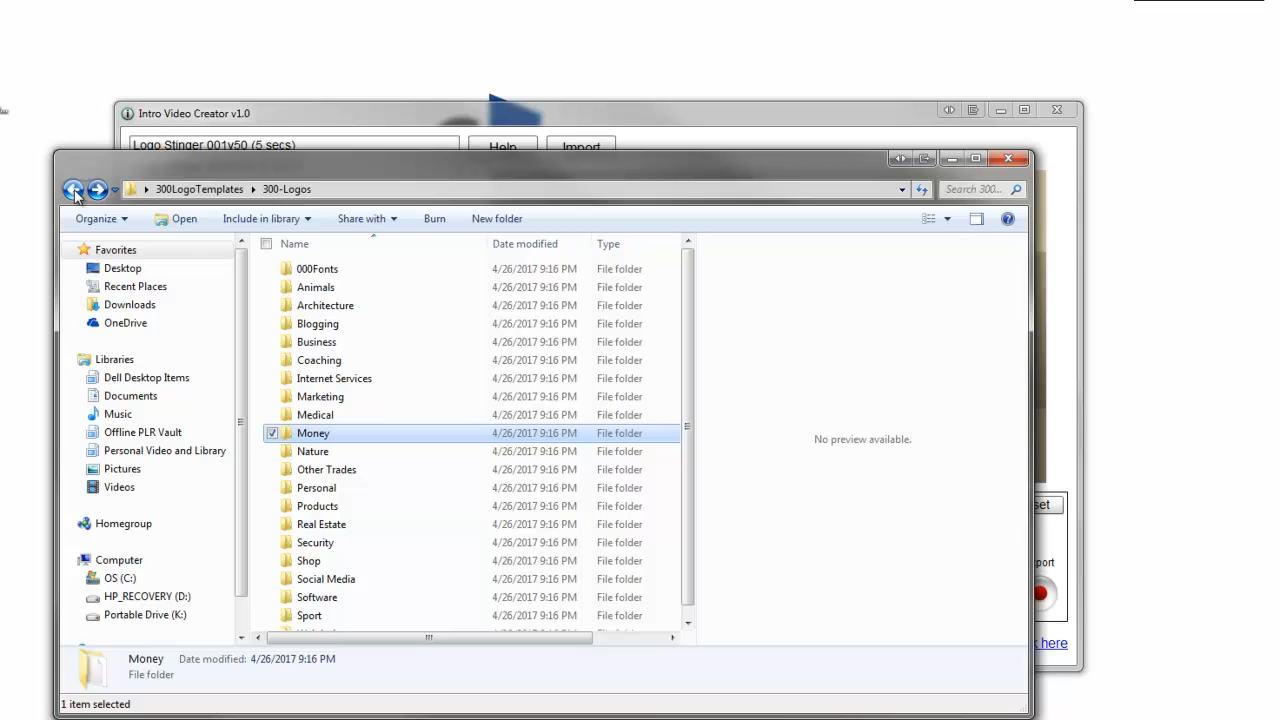 Intro Video Creator v1.0
Logo Stinger 001v50 (5 secs)
Help
Import
300LogoTemplates
300-Logos
Search 300...
Organize
Open
Include in library
Share with
Burn
New folder
Name
Date modified
Type
Favorites
Desktop
Recent Places
Downloads
OneDrive
Libraries
Dell Desktop Items
Documents
Music
Offline PLR Vault
Personal Video and Library
Pictures
Videos
Homegroup
Computer
OS (C:)
HP_RECOVERY (D:)
Portable Drive (K:)
000Fonts 4/26/2017 9:16 PM File folder
Animals 4/26/2017 9:16 PM File folder
Architecture 4/26/2017 9:16 PM File folder
Blogging 4/26/2017 9:16 PM File folder
Business 4/26/2017 9:16 PM File folder
Coaching 4/26/2017 9:16 PM File folder
Internet Services 4/26/2017 9:16 PM File folder
Marketing 4/26/2017 9:16 PM File folder
Medical 4/26/2017 9:16 PM File folder
Money 4/26/2017 9:16 PM File folder
Nature 4/26/2017 9:16 PM File folder
Other Trades 4/26/2017 9:16 PM File folder
Personal 4/26/2017 9:16 PM File folder
Products 4/26/2017 9:16 PM File folder
Real Estate 4/26/2017 9:16 PM File folder
Security 4/26/2017 9:16 PM File folder
Shop 4/26/2017 9:16 PM File folder
Social Media 4/26/2017 9:16 PM File folder
Software 4/26/2017 9:16 PM File folder
Sport 4/26/2017 9:16 PM File folder
No preview available.
set
port
here
Money Date modified: 4/26/2017 9:16 PM
File folder
1 item selected